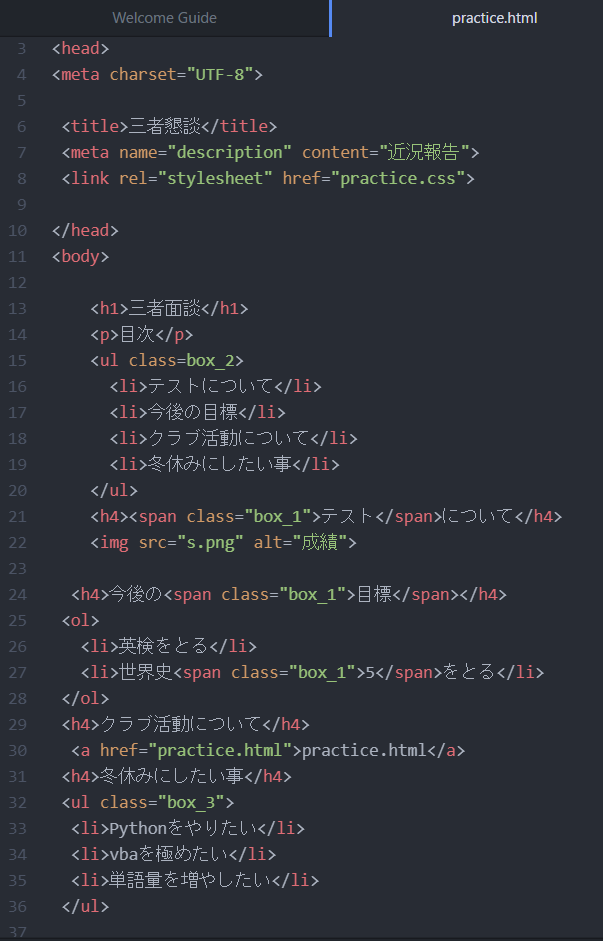 Welcome Guide
practice.html
3 <head>
4 <meta charset="UTF-8">
5
6 <title>三者懇談</title>
7 <meta name="description" content="近況報告">
8 <link rel="stylesheet" href="practice.css">
9
10 </head>
11 <body>
12
13 <h1>三者面談</h1>
14 <p>目次</p>
15 <ul class=box_2>
16 <li>テストについて</li>
17 <li>今後の目標</li>
18 <li>クラブ活動について</li>
19 <li>冬休みにしたい事</li>
20 </ul>
21 <h4><span class="box_1">テスト</span>について</h4>
22 <img src="s.png" alt="成績">
23
24 <h4>今後の<span class="box_1">目標</span></h4>
25 <ol>
26 <li>英検をとる</li>
27 <li>世界史<span class="box_1">5</span>をとる</li>
28 </ol>
29 <h4>クラブ活動について</h4>
30 <a href="practice.html">practice.html</a>
31 <h4>冬休みにしたい事</h4>
32 <ul class="box_3">
33 <li>Pythonをやりたい</li>
34 <li>vbaを極めたい</li>
35 <li>単語量を増やしたい</li>
36 </ul>
37